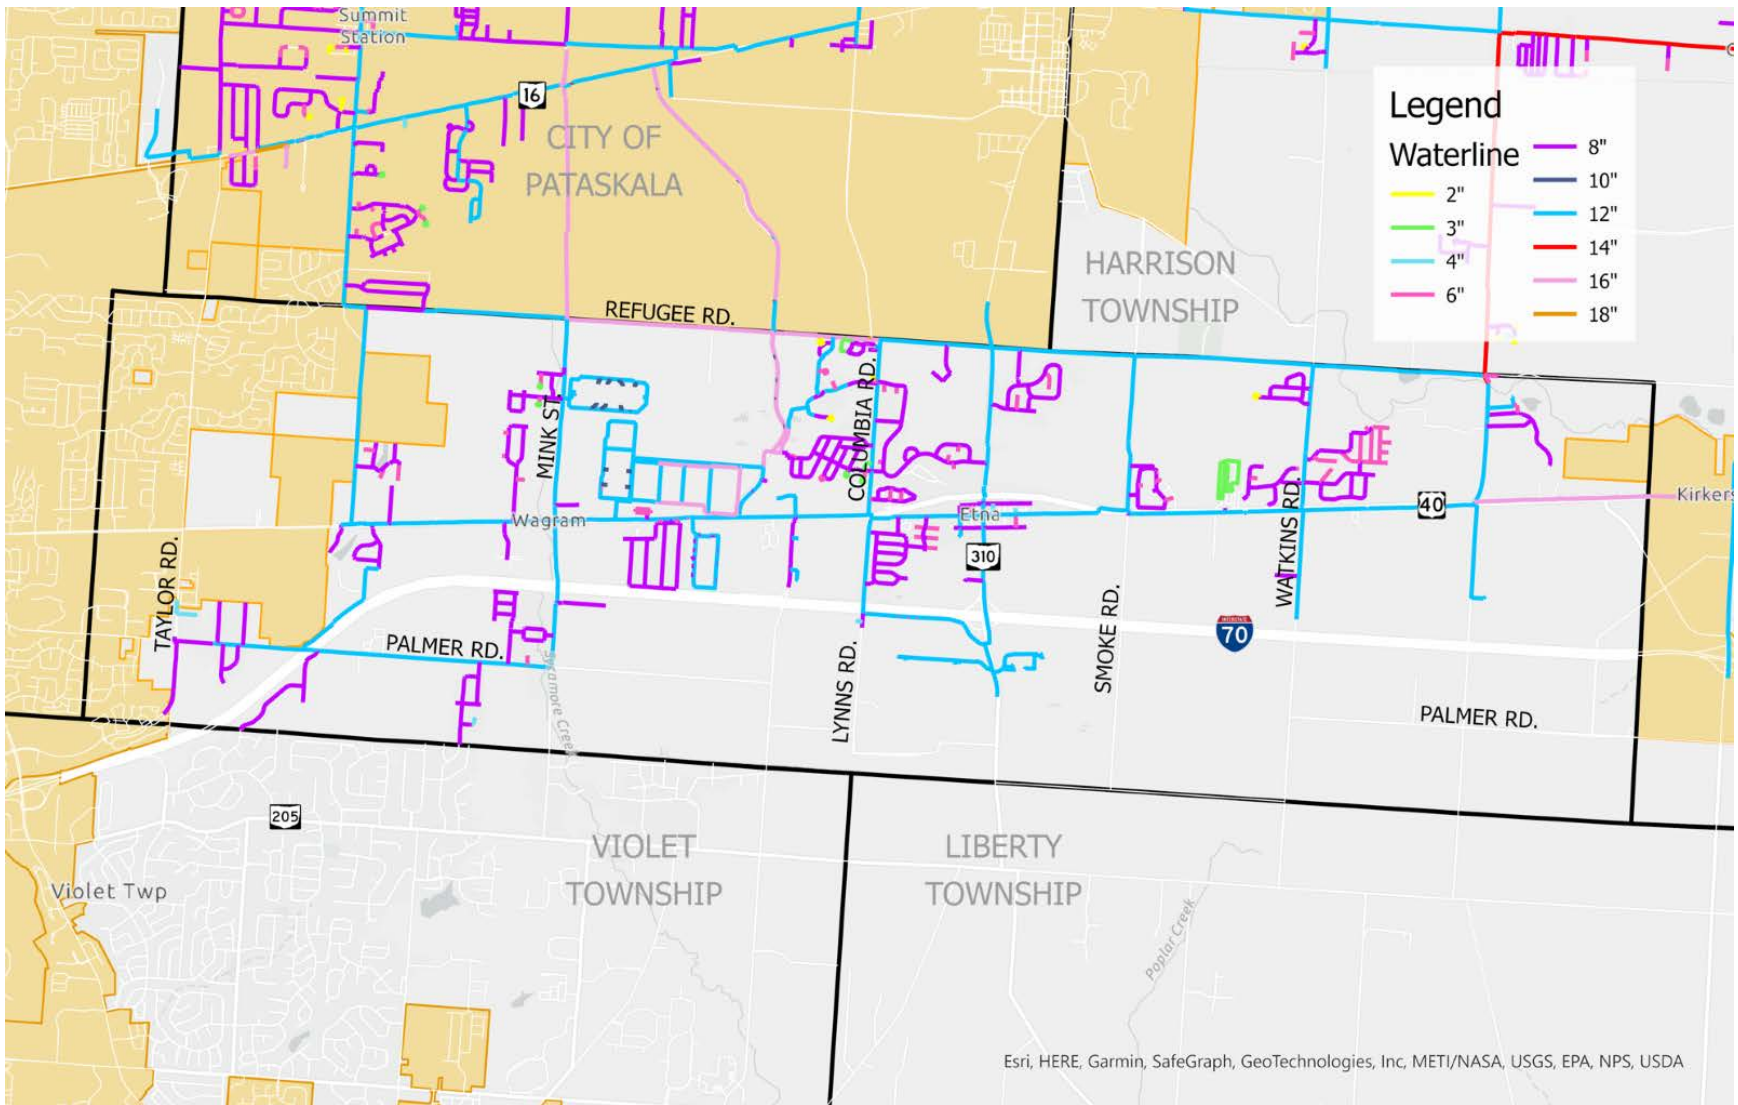 Summit
Station
16
CITY OF
PATASKALA
Legend
Waterline
2"
3"
4"
6"
8"
10"
12"
14"
16"
18"
HARRISON
TOWNSHIP
REFUGEE RD.
MINK ST.
COLUMBIA RD.
Wagram
Etna
40
Kirkers
310
TAYLOR RD.
WATKINS RD.
PALMER RD.
INTERSTATE
70
SMOKE RD.
LYNNS RD.
Sycamore Creek
PALMER RD.
205
VIOLET
TOWNSHIP
LIBERTY
TOWNSHIP
Violet Twp
Poplar Creek
Esri, HERE, Garmin, SafeGraph, GeoTechnologies, Inc, METI/NASA, USGS, EPA, NPS, USDA